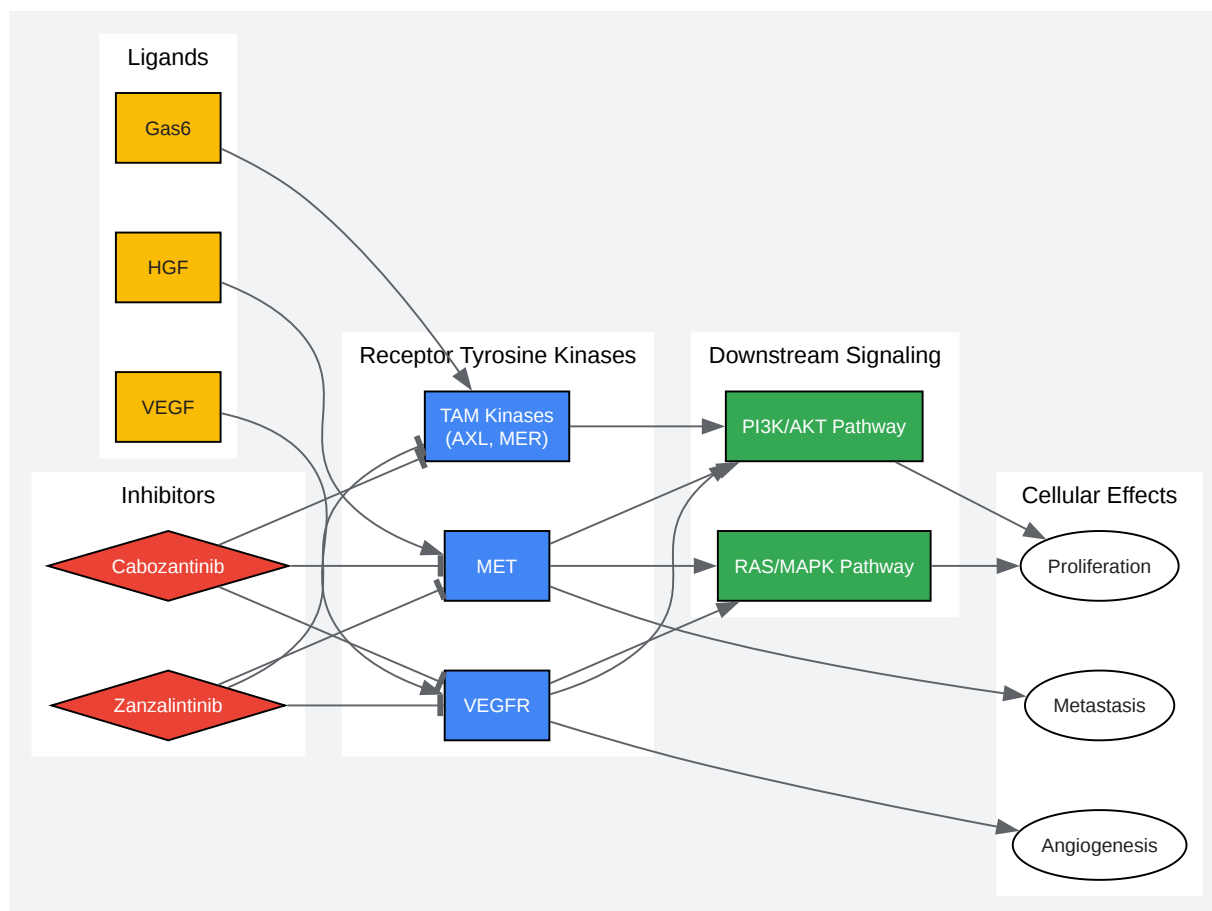 Ligands
Gas6
HGF
VEGF
Inhibitors
Cabozantinib
Zanzalintinib
Receptor Tyrosine Kinases
TAM Kinases
(AXL, MER)
MET
VEGFR
Downstream Signaling
PI3K/AKT Pathway
RAS/MAPK Pathway
Cellular Effects
Proliferation
Metastasis
Angiogenesis